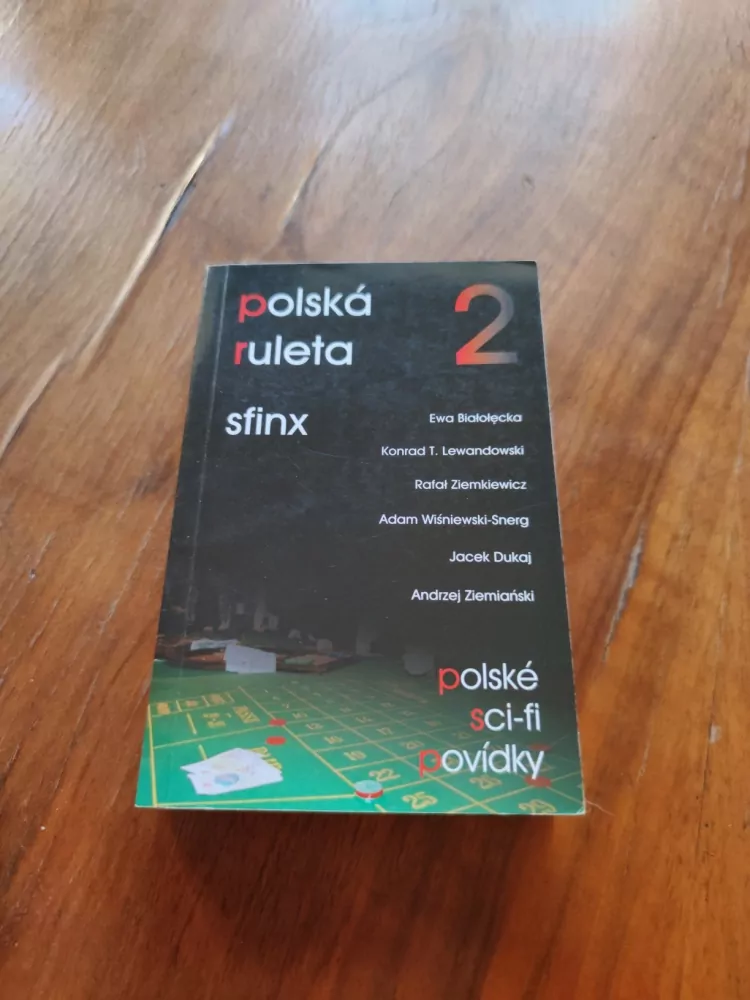 polská
ruleta
2
sfinx
Ewa Białołęcka
Konrad T. Lewandowski
Rafał Ziemkiewicz
Adam Wiśniewski-Snerg
Jacek Dukaj
Andrzej Ziemiański
polské
sci-fi
povídky